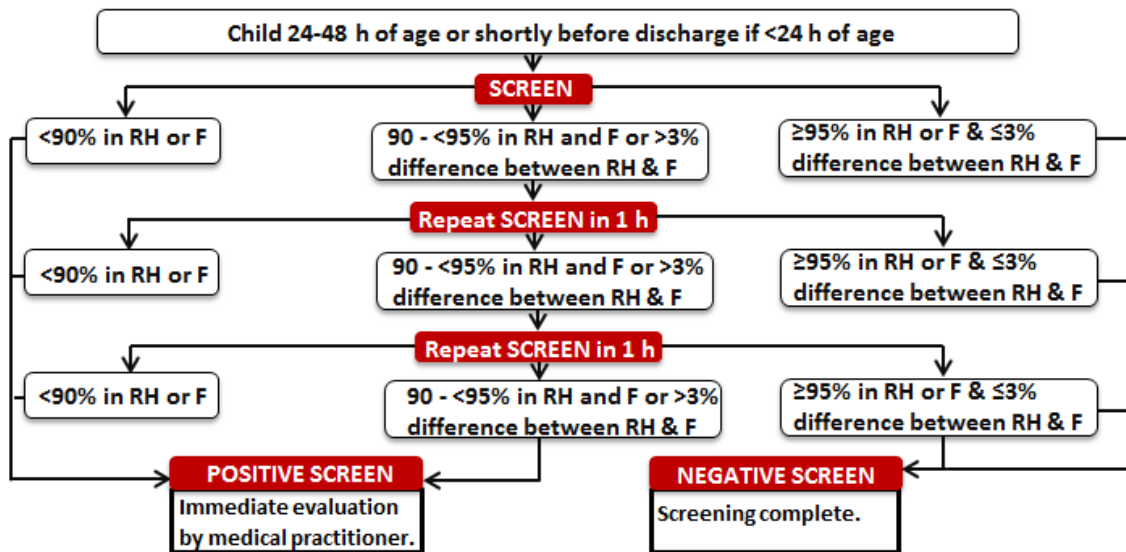 Child 24-48 h of age or shortly before discharge if <24 h of age
SCREEN
<90% in RH or F
90 - <95% in RH and F or >3%
difference between RH & F
≥95% in RH or F & ≤3%
difference between RH & F
Repeat SCREEN in 1 h
<90% in RH or F
90 - <95% in RH and F or >3%
difference between RH & F
≥95% in RH or F & ≤3%
difference between RH & F
Repeat SCREEN in 1 h
<90% in RH or F
90 - <95% in RH and F or >3%
difference between RH & F
≥95% in RH or F & ≤3%
difference between RH & F
POSITIVE SCREEN
Immediate evaluation
by medical practitioner.
NEGATIVE SCREEN
Screening complete.